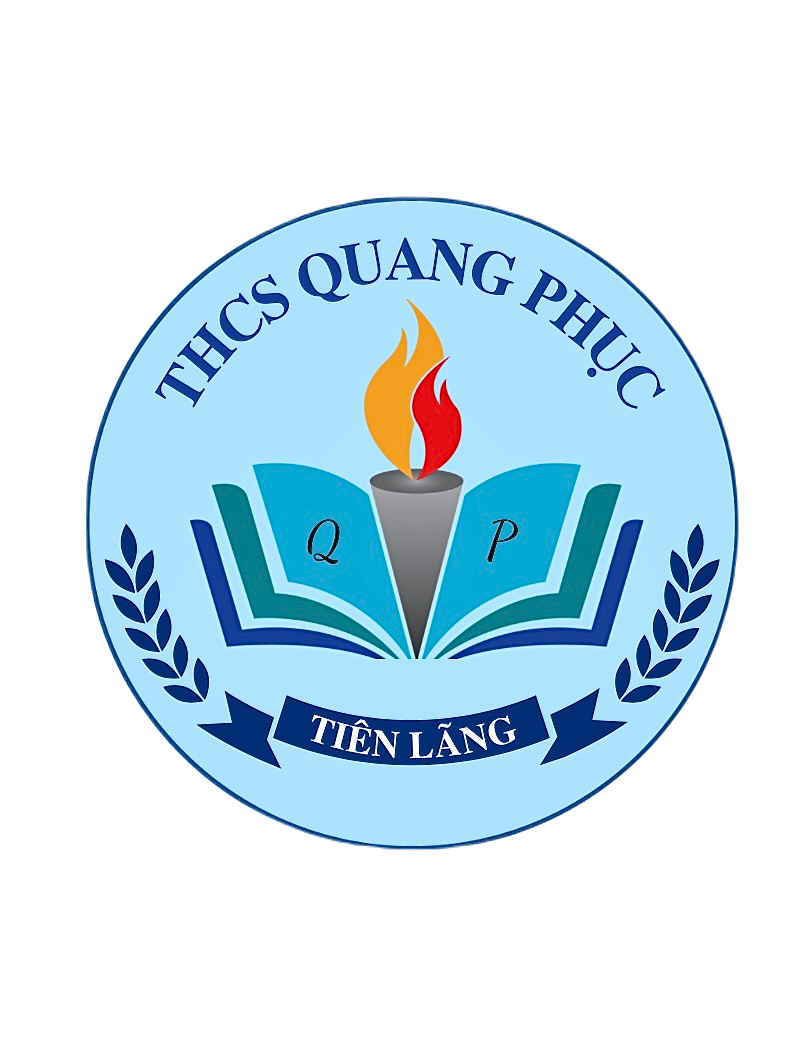 THCS QUANG PHỤC
Q P
TIÊN LÃNG